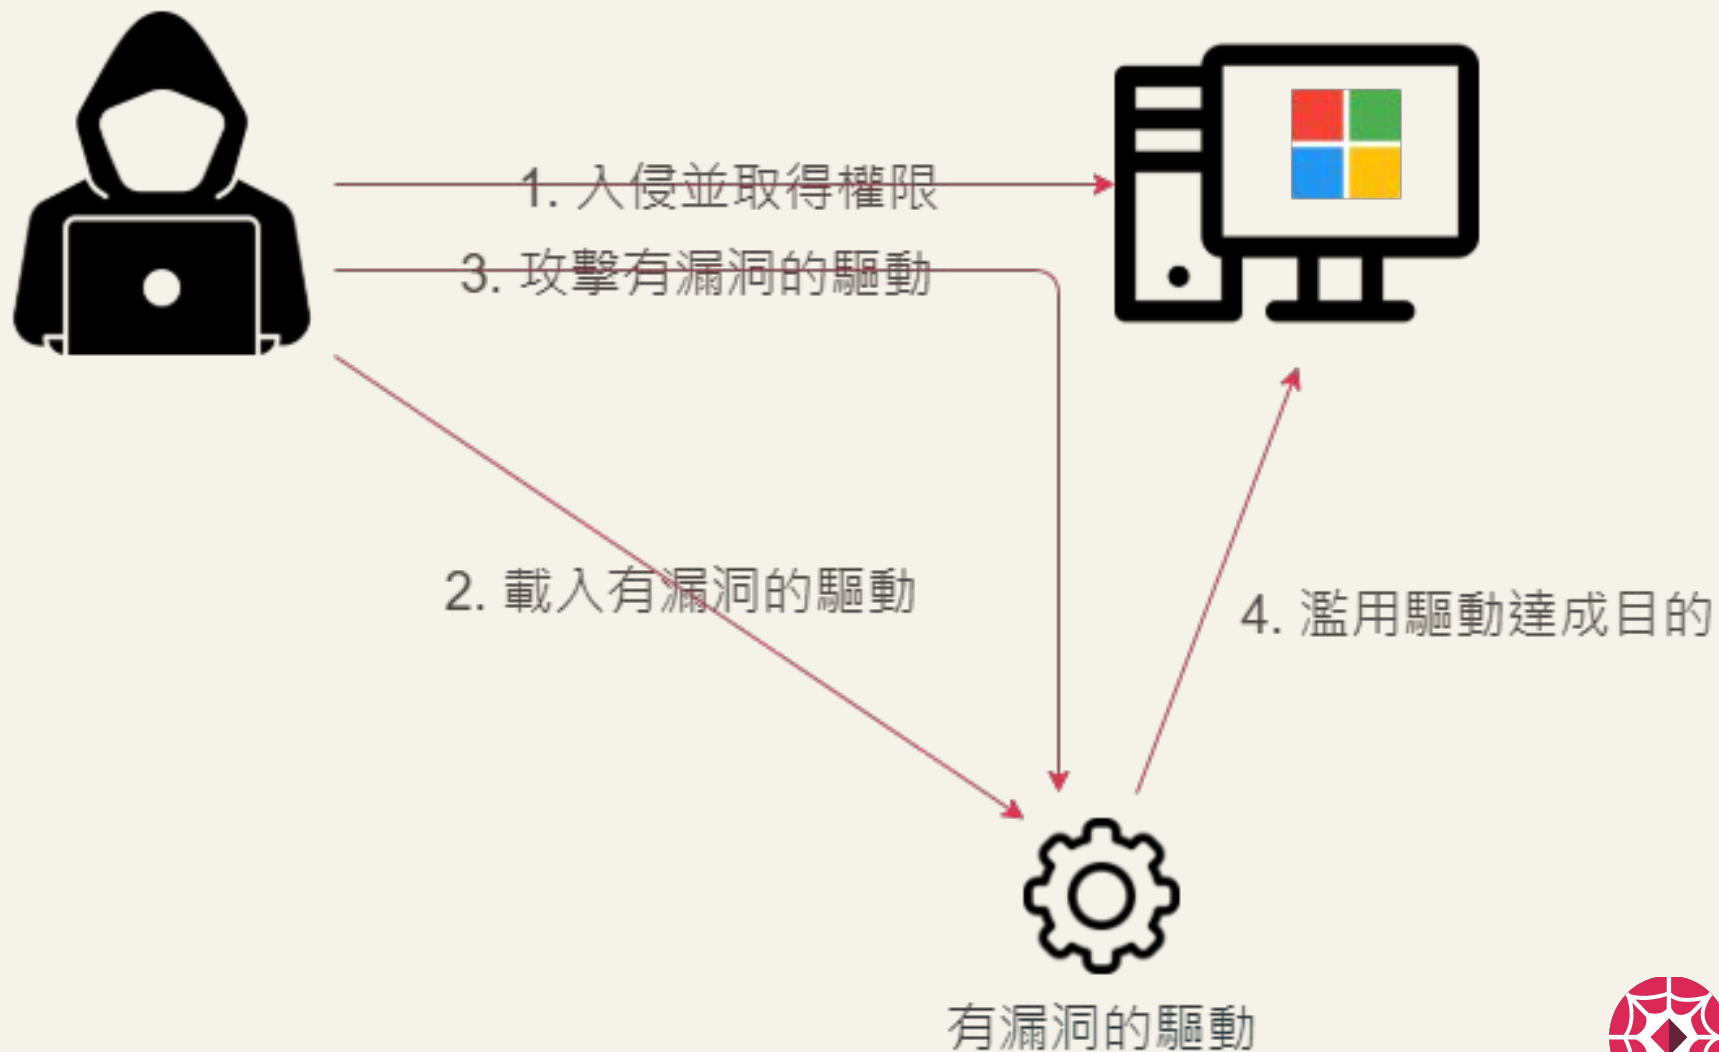 1. 入侵並取得權限
3. 攻擊有漏洞的驅動
2. 載入有漏洞的驅動
4. 濫用驅動達成目的
有漏洞的驅動